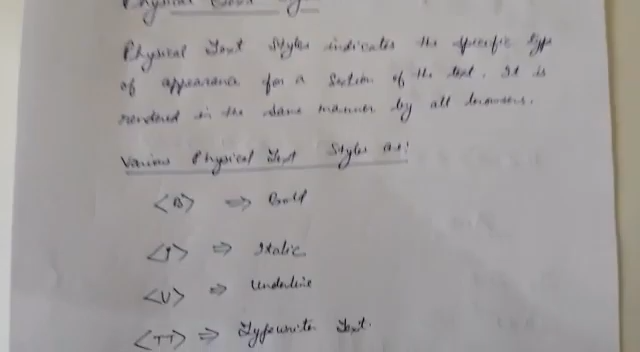 Physical
Physical Text Styles indicates the specific type
of appearance for a Section of the text. It is
rendered in the same manner by all browsers.
Various Physical Text Styles are:
<B> ⇒ Bold
<I> ⇒ Italic
<U> ⇒ Underline
<TT> ⇒ Typewriter Text.